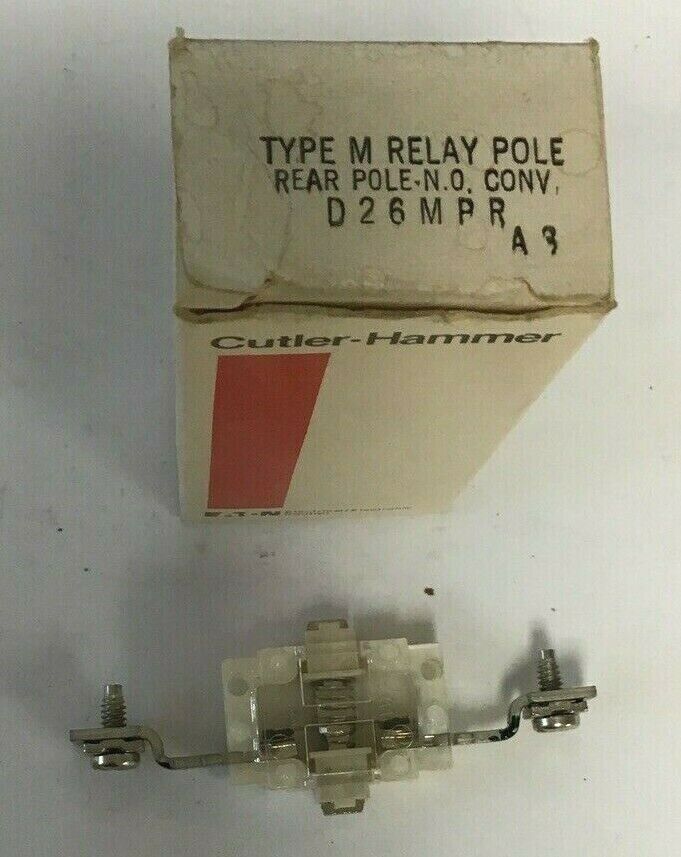 TYPE M RELAY POLE
REAR POLE-N.O. CONV.
D26MPR
A3
Cutler-Hammer
E.T.N